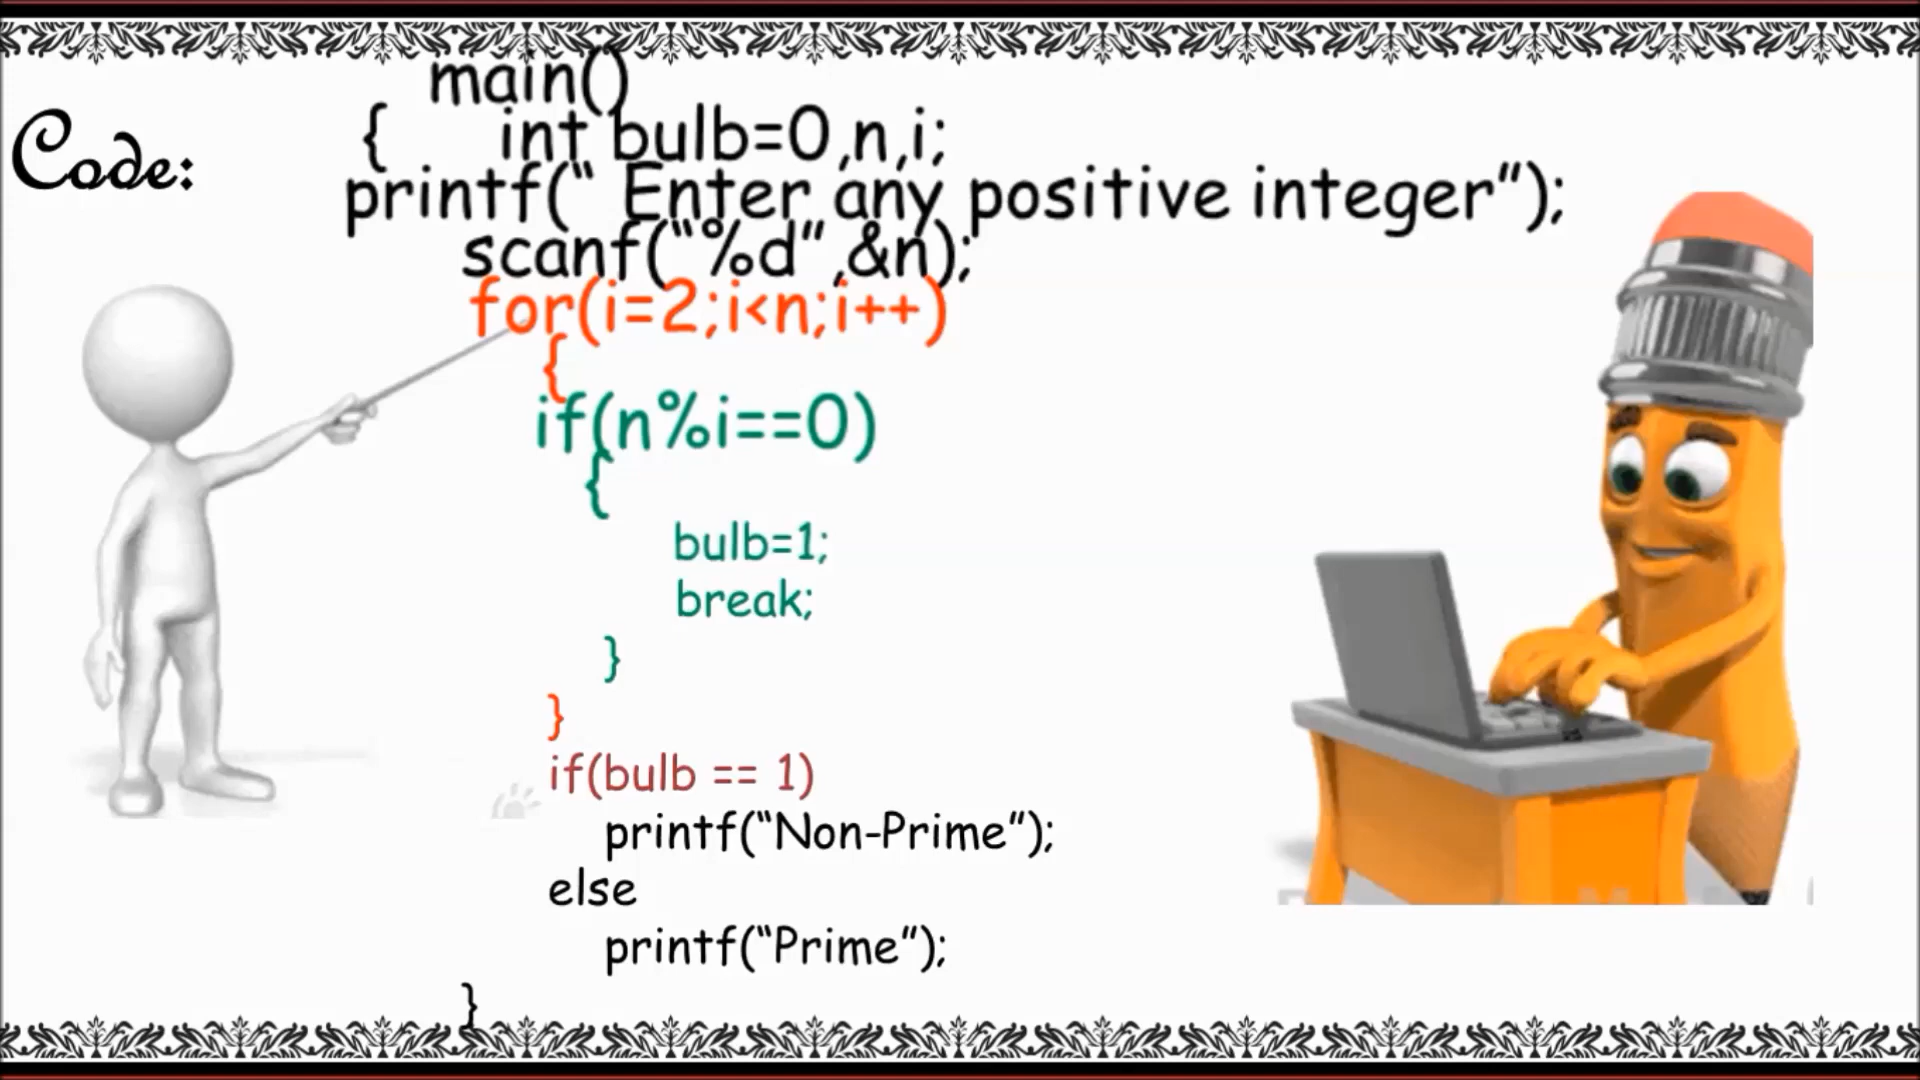 main()
Code:
{ int bulb=0,n,i;
printf(“ Enter any positive integer”);
scanf(“%d”,&n);
for(i=2;i<n;i++)
{
if(n%i==0)
{
bulb=1;
break;
}
}
if(bulb == 1)
printf(“Non-Prime”);
else
printf(“Prime”);
}